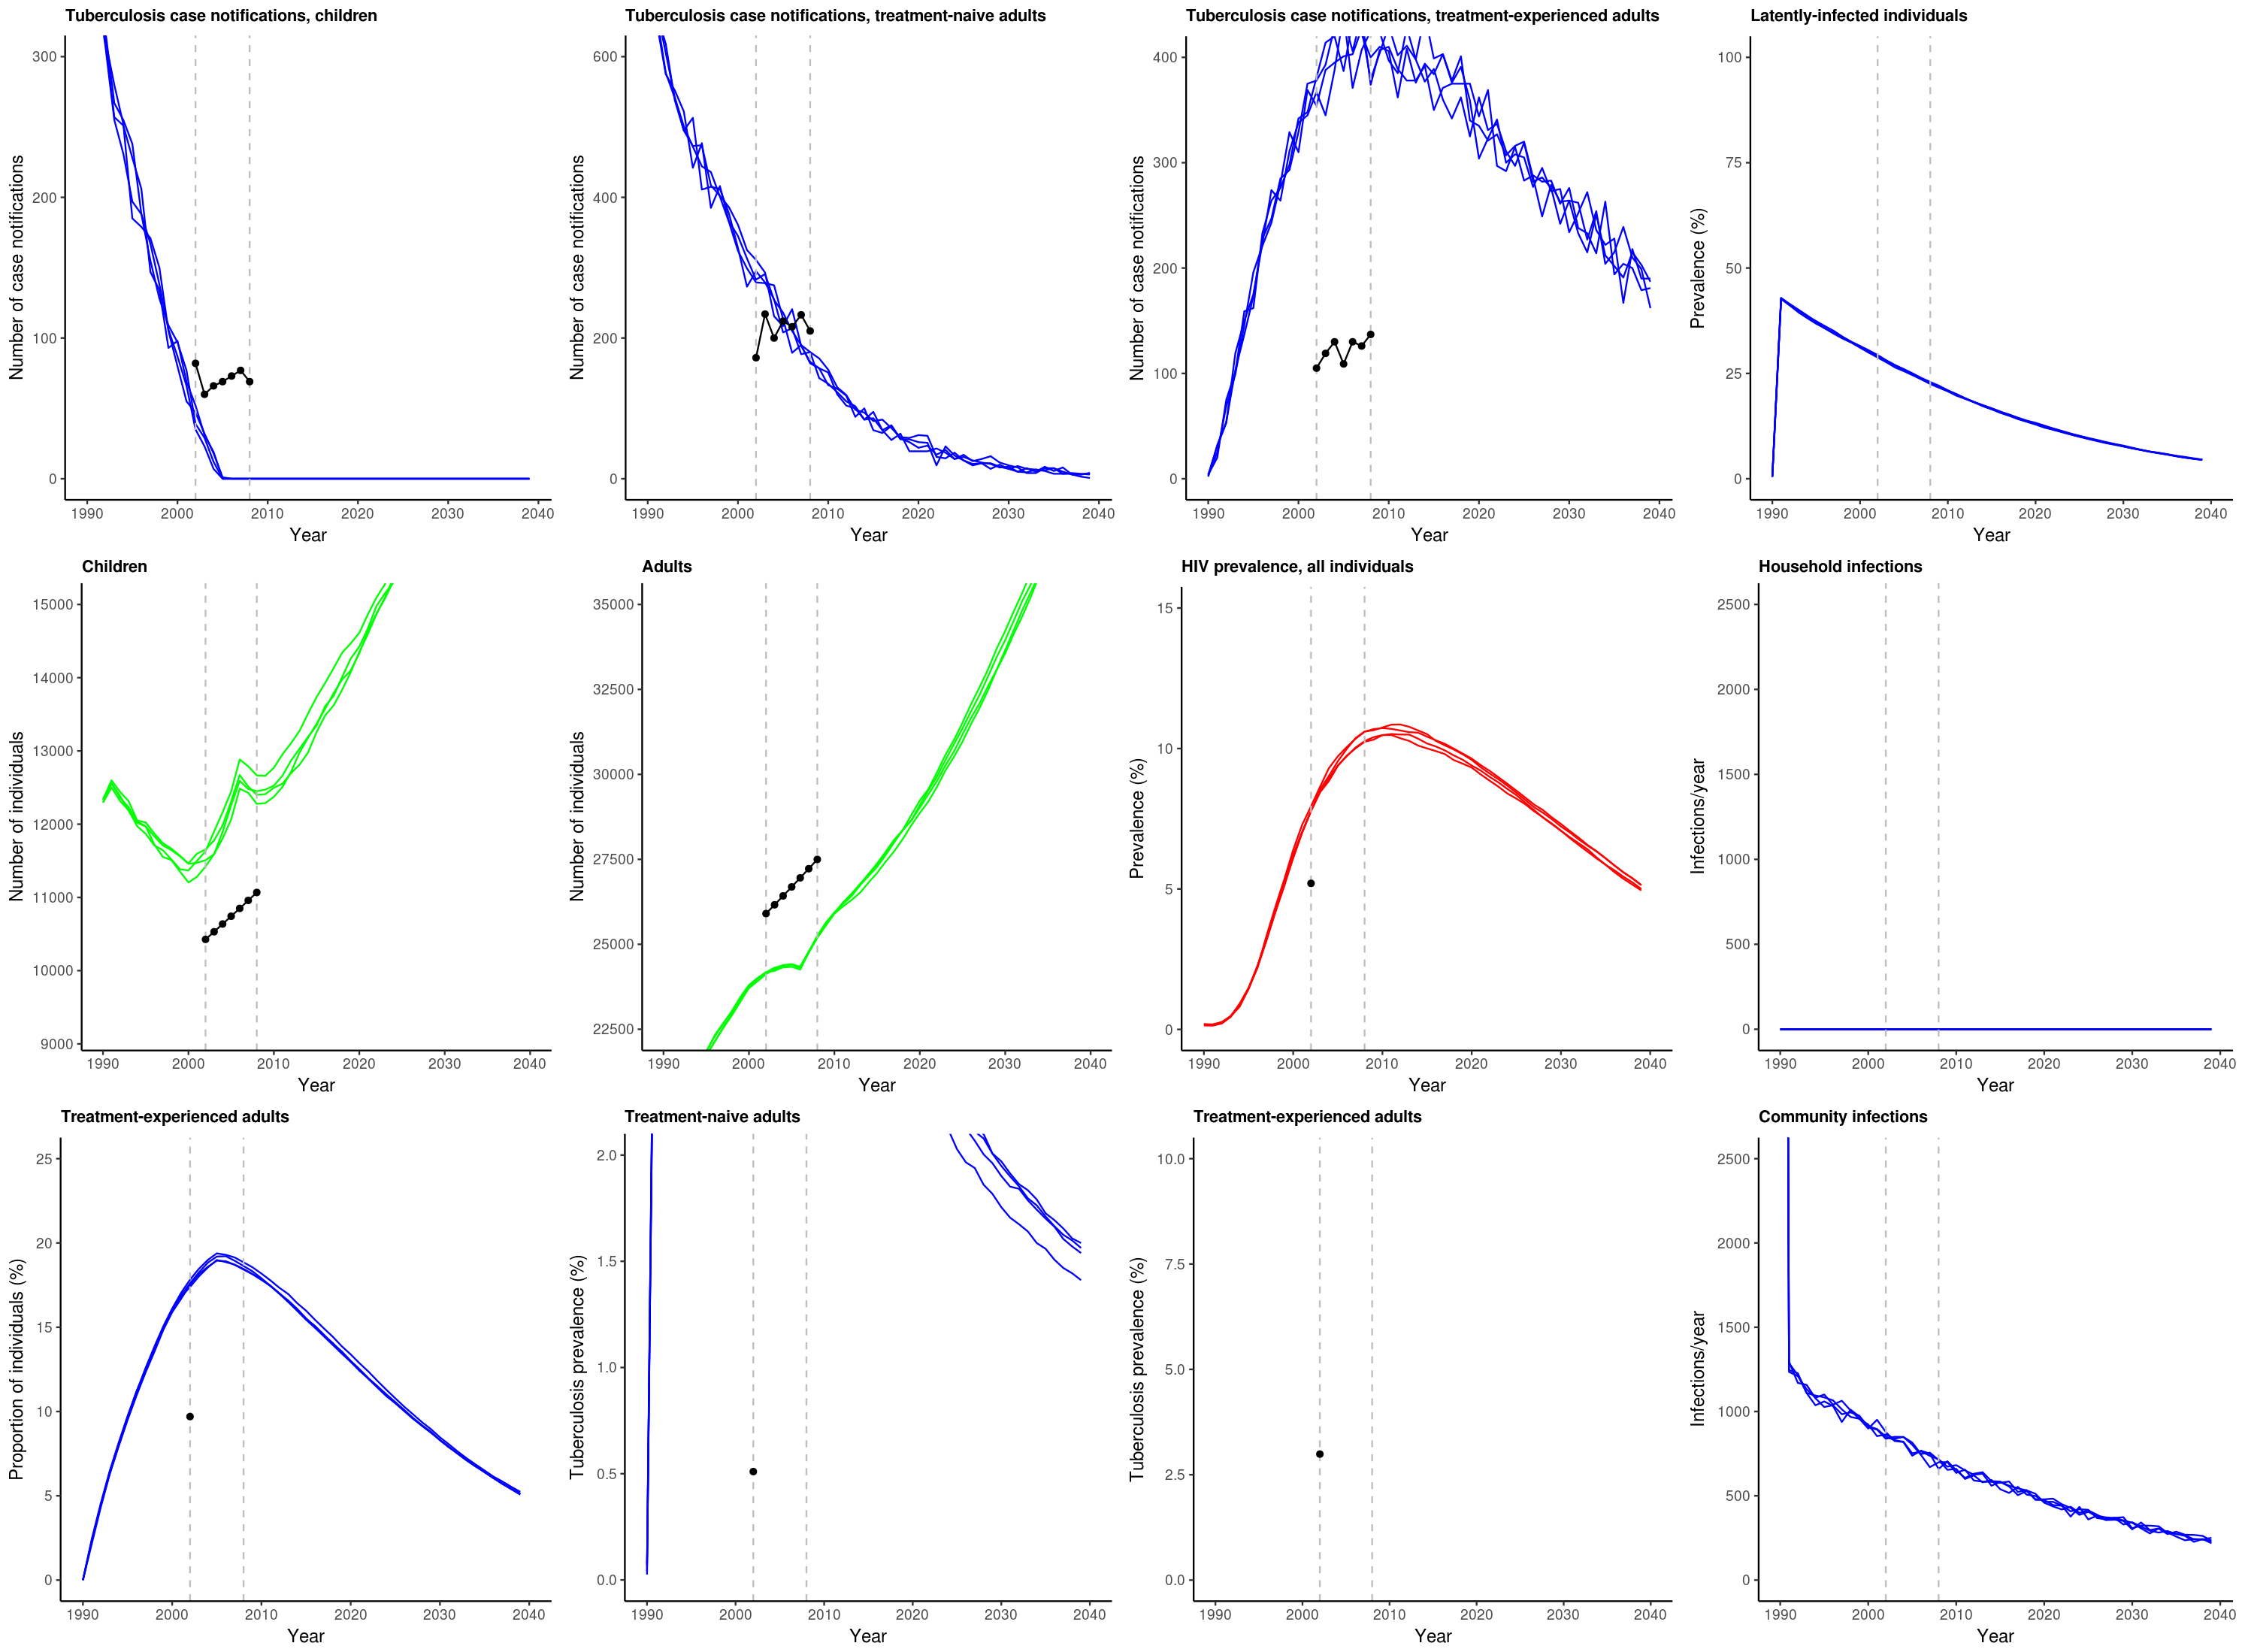 Tuberculosis case notifications, children
Number of case notifications
300
200
100
0
1990 2000 2010 2020 2030 2040
Year
Tuberculosis case notifications, treatment-naive adults
Number of case notifications
600
400
200
0
1990 2000 2010 2020 2030 2040
Year
Tuberculosis case notifications, treatment-experienced adults
Number of case notifications
400
300
200
100
0
1990 2000 2010 2020 2030 2040
Year
Latently-infected individuals
Prevalence (%)
100
75
50
25
0
1990 2000 2010 2020 2030 2040
Year
Children
Number of individuals
15000
14000
13000
12000
11000
10000
9000
1990 2000 2010 2020 2030 2040
Year
Adults
Number of individuals
35000
32500
30000
27500
25000
22500
1990 2000 2010 2020 2030 2040
Year
HIV prevalence, all individuals
Prevalence (%)
15
10
5
0
1990 2000 2010 2020 2030 2040
Year
Household infections
Infections/year
2500
2000
1500
1000
500
0
1990 2000 2010 2020 2030 2040
Year
Treatment-experienced adults
Proportion of individuals (%)
25
20
15
10
5
0
1990 2000 2010 2020 2030 2040
Year
Treatment-naive adults
Tuberculosis prevalence (%)
2.0
1.5
1.0
0.5
0.0
1990 2000 2010 2020 2030 2040
Year
Treatment-experienced adults
Tuberculosis prevalence (%)
10.0
7.5
5.0
2.5
0.0
1990 2000 2010 2020 2030 2040
Year
Community infections
Infections/year
2500
2000
1500
1000
500
0
1990 2000 2010 2020 2030 2040
Year